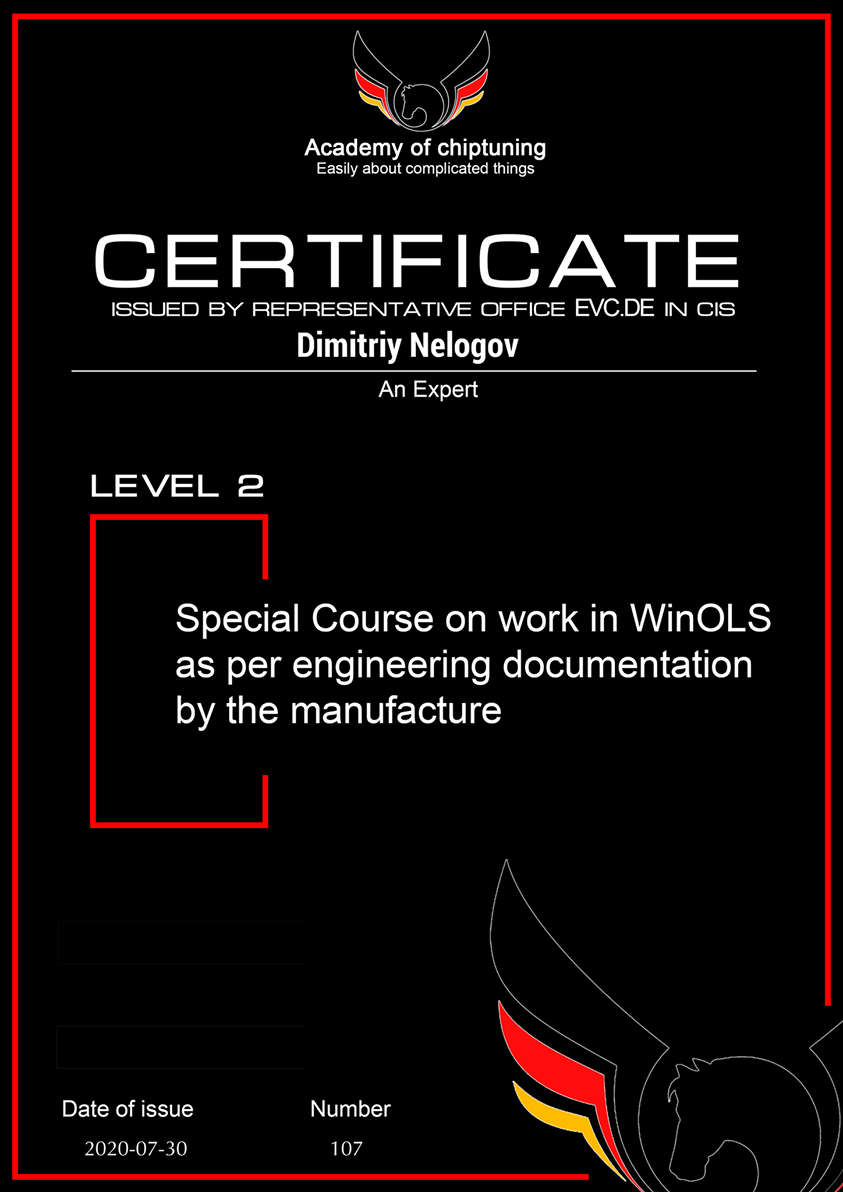 Academy of chiptuning
Easily about complicated things
CERTIFICATE
ISSUED BY REPRESENTATIVE OFFICE EVC.DE IN CIS
Dimitriy Nelogov
An Expert
LEVEL 2
Special Course on work in WinOLS
as per engineering documentation
by the manufacture
Date of issue Number
2020-07-30 107